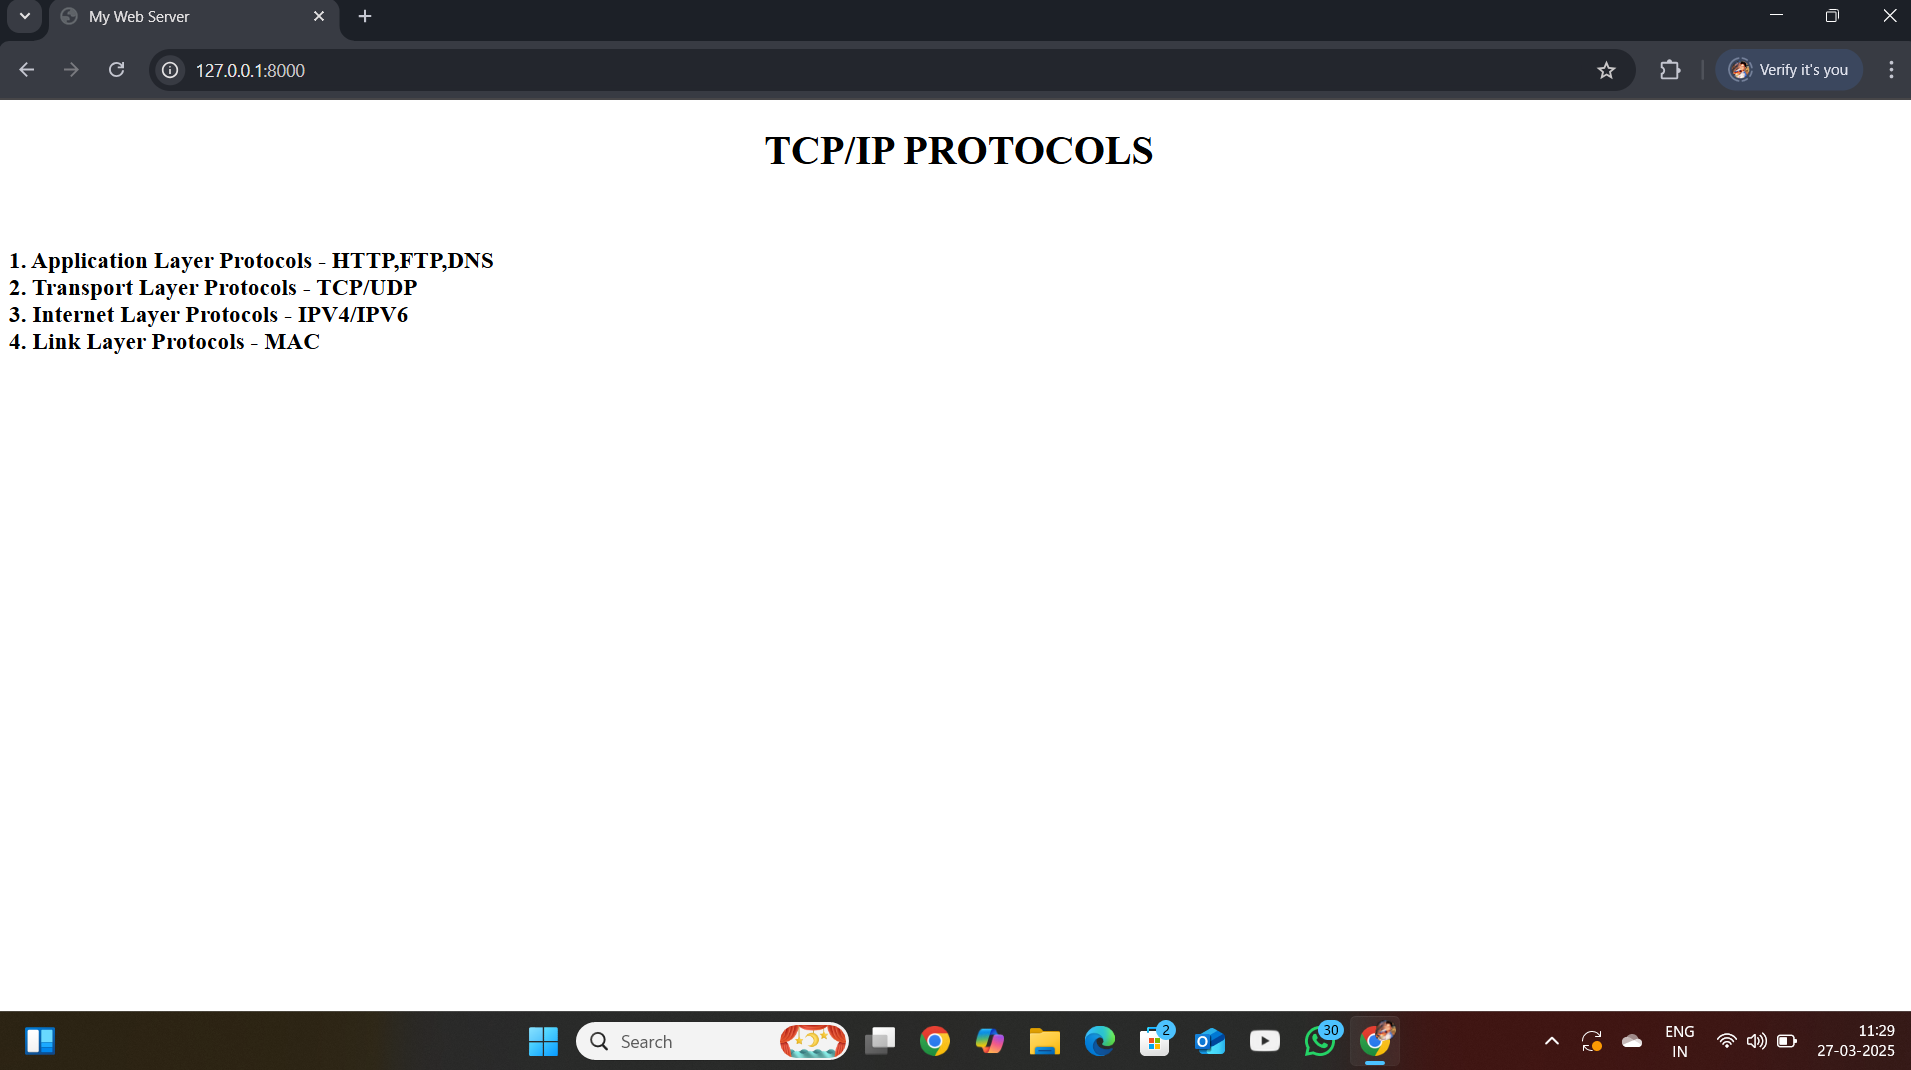 My Web Server
127.0.0.1:8000
Verify it's you
TCP/IP PROTOCOLS
1. Application Layer Protocols - HTTP,FTP,DNS
2. Transport Layer Protocols - TCP/UDP
3. Internet Layer Protocols - IPV4/IPV6
4. Link Layer Protocols - MAC
Search
2
30
ENG
IN
11:29
27-03-2025